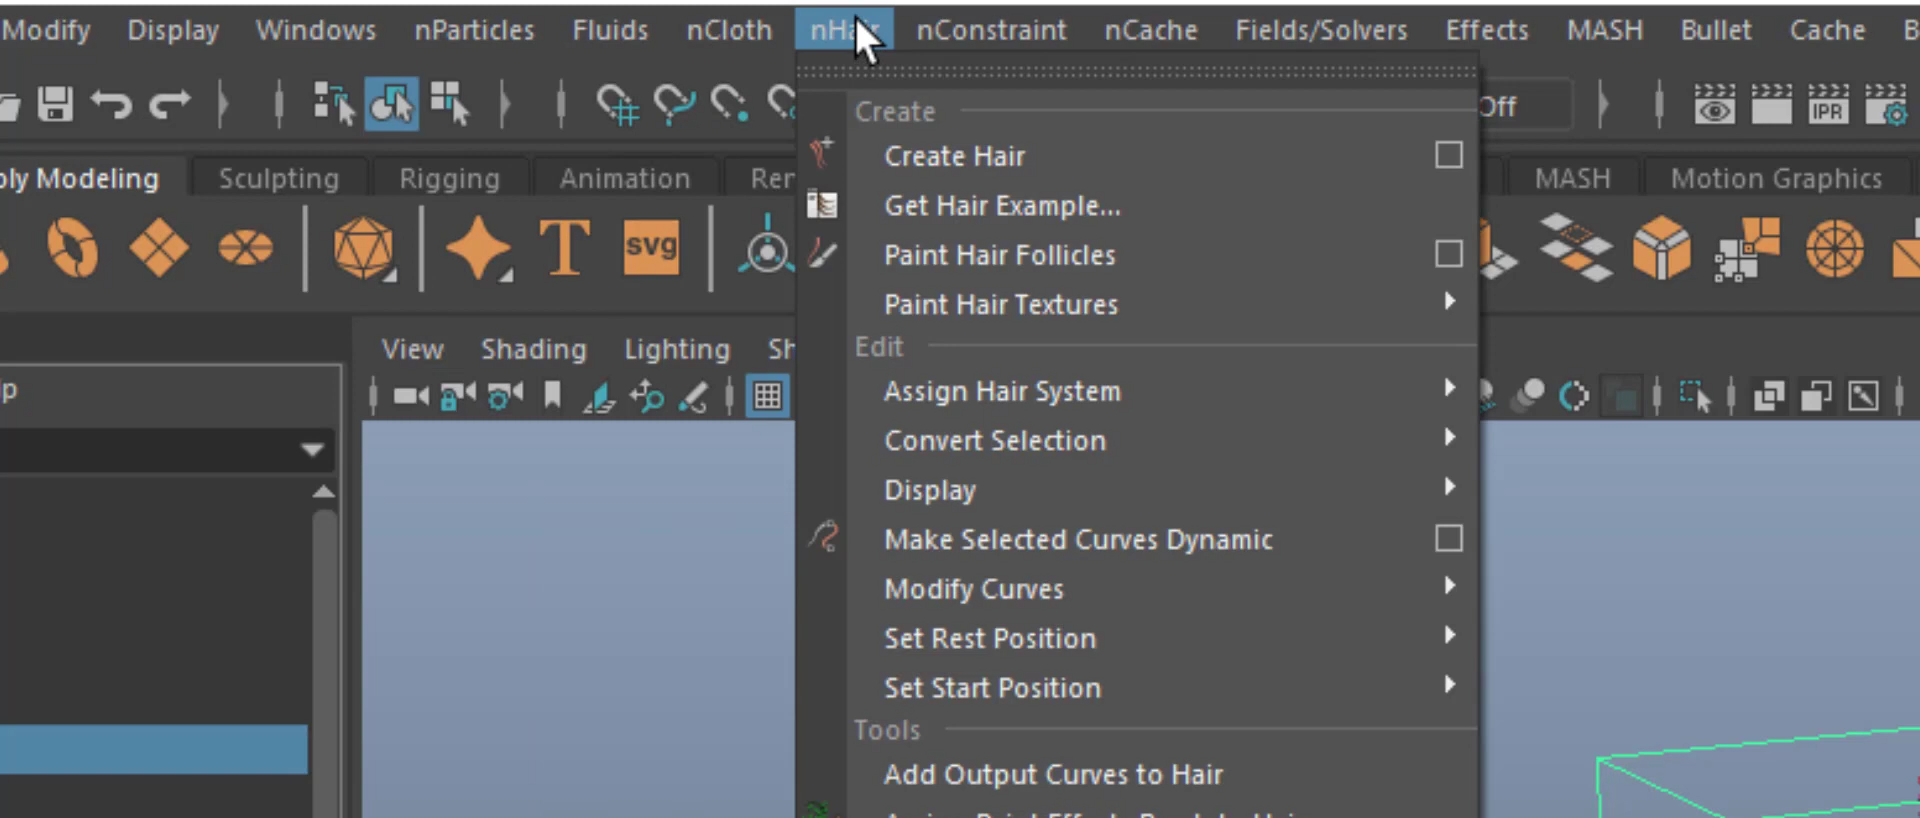 Modify Display Windows nParticles Fluids nCloth nHair nConstraint nCache Fields/Solvers Effects MASH Bullet Cache
Off
IPR
Modeling Sculpting Rigging Animation MASH Motion Graphics
T svg
View Shading Lighting
Create
Create Hair
Get Hair Example...
Paint Hair Follicles
Paint Hair Textures
Edit
Assign Hair System
Convert Selection
Display
Make Selected Curves Dynamic
Modify Curves
Set Rest Position
Set Start Position
Tools
Add Output Curves to Hair